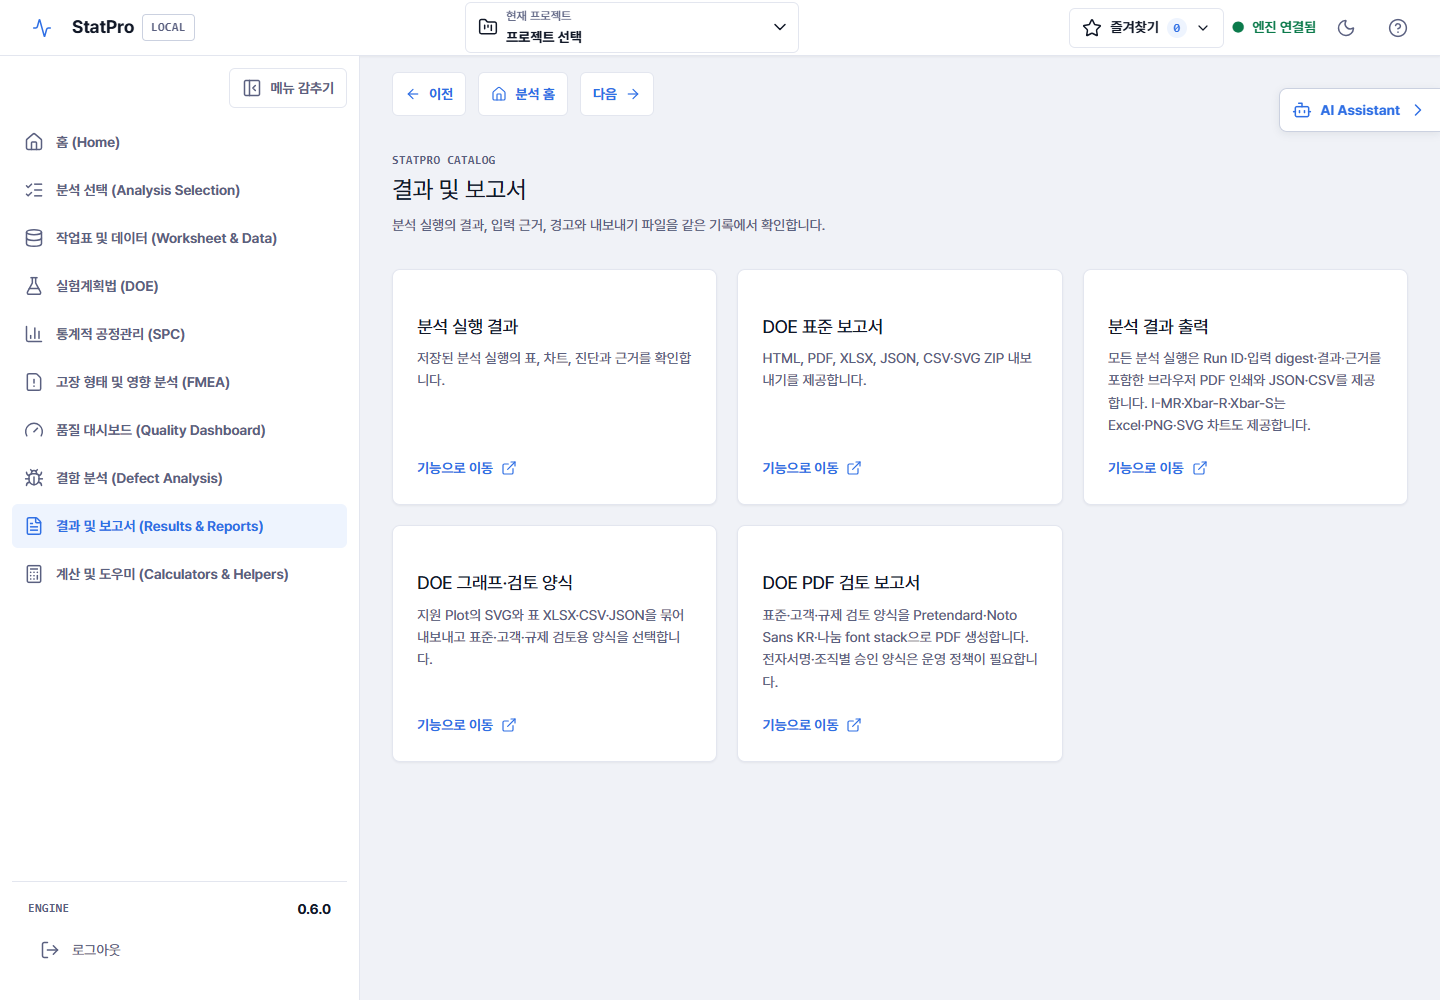 StatPro LOCAL
현재 프로젝트
프로젝트 선택
즐겨찾기 0
엔진 연결됨
메뉴 감추기
홈 (Home)
분석 선택 (Analysis Selection)
작업표 및 데이터 (Worksheet & Data)
실험계획법 (DOE)
통계적 공정관리 (SPC)
고장 형태 및 영향 분석 (FMEA)
품질 대시보드 (Quality Dashboard)
결함 분석 (Defect Analysis)
결과 및 보고서 (Results & Reports)
계산 및 도우미 (Calculators & Helpers)
ENGINE 0.6.0
로그아웃
이전
분석 홈
다음
AI Assistant
STATPRO CATALOG
결과 및 보고서
분석 실행의 결과, 입력 근거, 경고와 내보내기 파일을 같은 기록에서 확인합니다.
분석 실행 결과
저장된 분석 실행의 표, 차트, 진단과 근거를 확인합
니다.
기능으로 이동
DOE 표준 보고서
HTML, PDF, XLSX, JSON, CSV·SVG ZIP 내보
내기를 제공합니다.
기능으로 이동
분석 결과 출력
모든 분석 실행은 Run ID·입력 digest·결과·근거를
포함한 브라우저 PDF 인쇄와 JSON·CSV를 제공
합니다. I-MR·Xbar-R·Xbar-S는
Excel·PNG·SVG 차트도 제공합니다.
기능으로 이동
DOE 그래프·검토 양식
지원 Plot의 SVG와 표 XLSX·CSV·JSON을 묶어
내보내고 표준·고객·규제 검토용 양식을 선택합니
다.
기능으로 이동
DOE PDF 검토 보고서
표준·고객·규제 검토 양식을 Pretendard·Noto
Sans KR·나눔 font stack으로 PDF 생성합니다.
전자서명·조직별 승인 양식은 운영 정책이 필요합니
다.
기능으로 이동